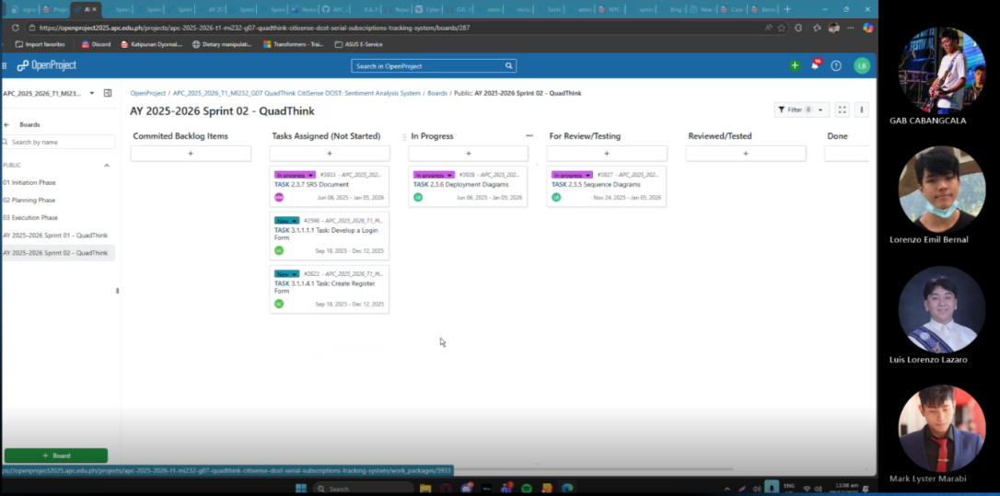 https://openproject2025.apc.edu.ph/projects/apc-2025-2026-t1-mi232-g07-quadthink-citisense-dost-serial-subscriptions-tracking-system/boards/287
Import favorites
Discord
Katipunan Dyornal...
Dietary manipulati...
Transformers - Trai...
ASUS E-Service
OpenProject
Search in OpenProject
LB
APC_2025_2026_T1_MI23...
OpenProject / APC_2025_2026_T1_MI232_G07 QuadThink CitiSense DOST: Sentiment Analysis System / Boards / Public: AY 2025-2026 Sprint 02 - QuadThink
AY 2025-2026 Sprint 02 - QuadThink
Filter 0
Boards
Search by name
PUBLIC
01 Initiation Phase
02 Planning Phase
03 Execution Phase
AY 2025-2026 Sprint 01 - QuadThink
AY 2025-2026 Sprint 02 - QuadThink
+ Board
Commited Backlog Items
+
Tasks Assigned (Not Started)
+
In progress #3933 - APC_2025_202...
TASK 2.3.7 SRS Document
Jun 06, 2025 - Jan 05, 2026
New #2598 - APC_2025_2026_T1_M...
TASK 3.1.1.1.1 Task: Develop a Login
Form
GC Sep 18, 2025 - Dec 12, 2025
New #2622 - APC_2025_2026_T1_M...
TASK 3.1.1.4.1 Task: Create Register
Form
GC Sep 18, 2025 - Dec 12, 2025
In Progress
+
In progress #3928 - APC_2025_202...
TASK 2.3.6 Deployment Diagrams
LB Jun 06, 2025 - Jan 05, 2026
For Review/Testing
+
In progress #3927 - APC_2025_202...
TASK 2.3.5 Sequence Diagrams
LB Nov 24, 2025 - Jan 05, 2026
Reviewed/Tested
+
Done
ps://openproject2025.apc.edu.ph/projects/apc-2025-2026-t1-mi232-g07-quadthink-citisense-dost-serial-subscriptions-tracking-system/work_packages/3933
Search
ENG
11:08 am
GAB CABANGCALA
Lorenzo Emil Bernal
Luis Lorenzo Lazaro
Mark Lyster Marabi